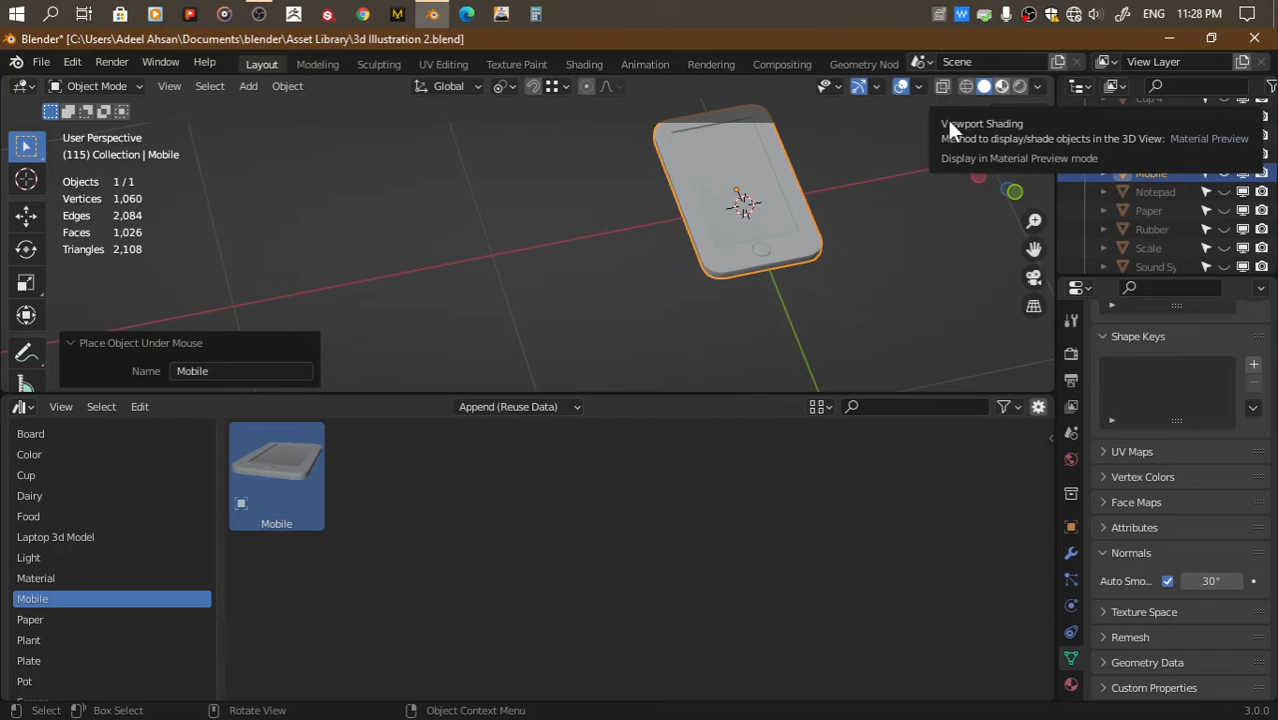 ENG 11:28 PM
Blender* [C:\Users\Adeel Ahsan\Documents\blender\Asset Library\3d Illustration 2.blend]
File Edit Render Window Help Layout Modeling Sculpting UV Editing Texture Paint Shading Animation Rendering Compositing Geometry Nod Scene View Layer
Object Mode View Select Add Object Global
User Perspective
(115) Collection | Mobile
Objects 1 / 1
Vertices 1,060
Edges 2,084
Faces 1,026
Triangles 2,108
Viewport Shading
Method to display/shade objects in the 3D View: Material Preview
Display in Material Preview mode
Cup 4
Mobile
Notepad
Paper
Rubber
Scale
Sound Sy
Place Object Under Mouse
Name Mobile
View Select Edit Append (Reuse Data)
Board
Color
Cup
Dairy
Food
Laptop 3d Model
Light
Material
Mobile
Paper
Plant
Plate
Pot
Mobile
Shape Keys
UV Maps
Vertex Colors
Face Maps
Attributes
Normals
Auto Smo... 30°
Texture Space
Remesh
Geometry Data
Custom Properties
Select Box Select Rotate View Object Context Menu 3.0.0